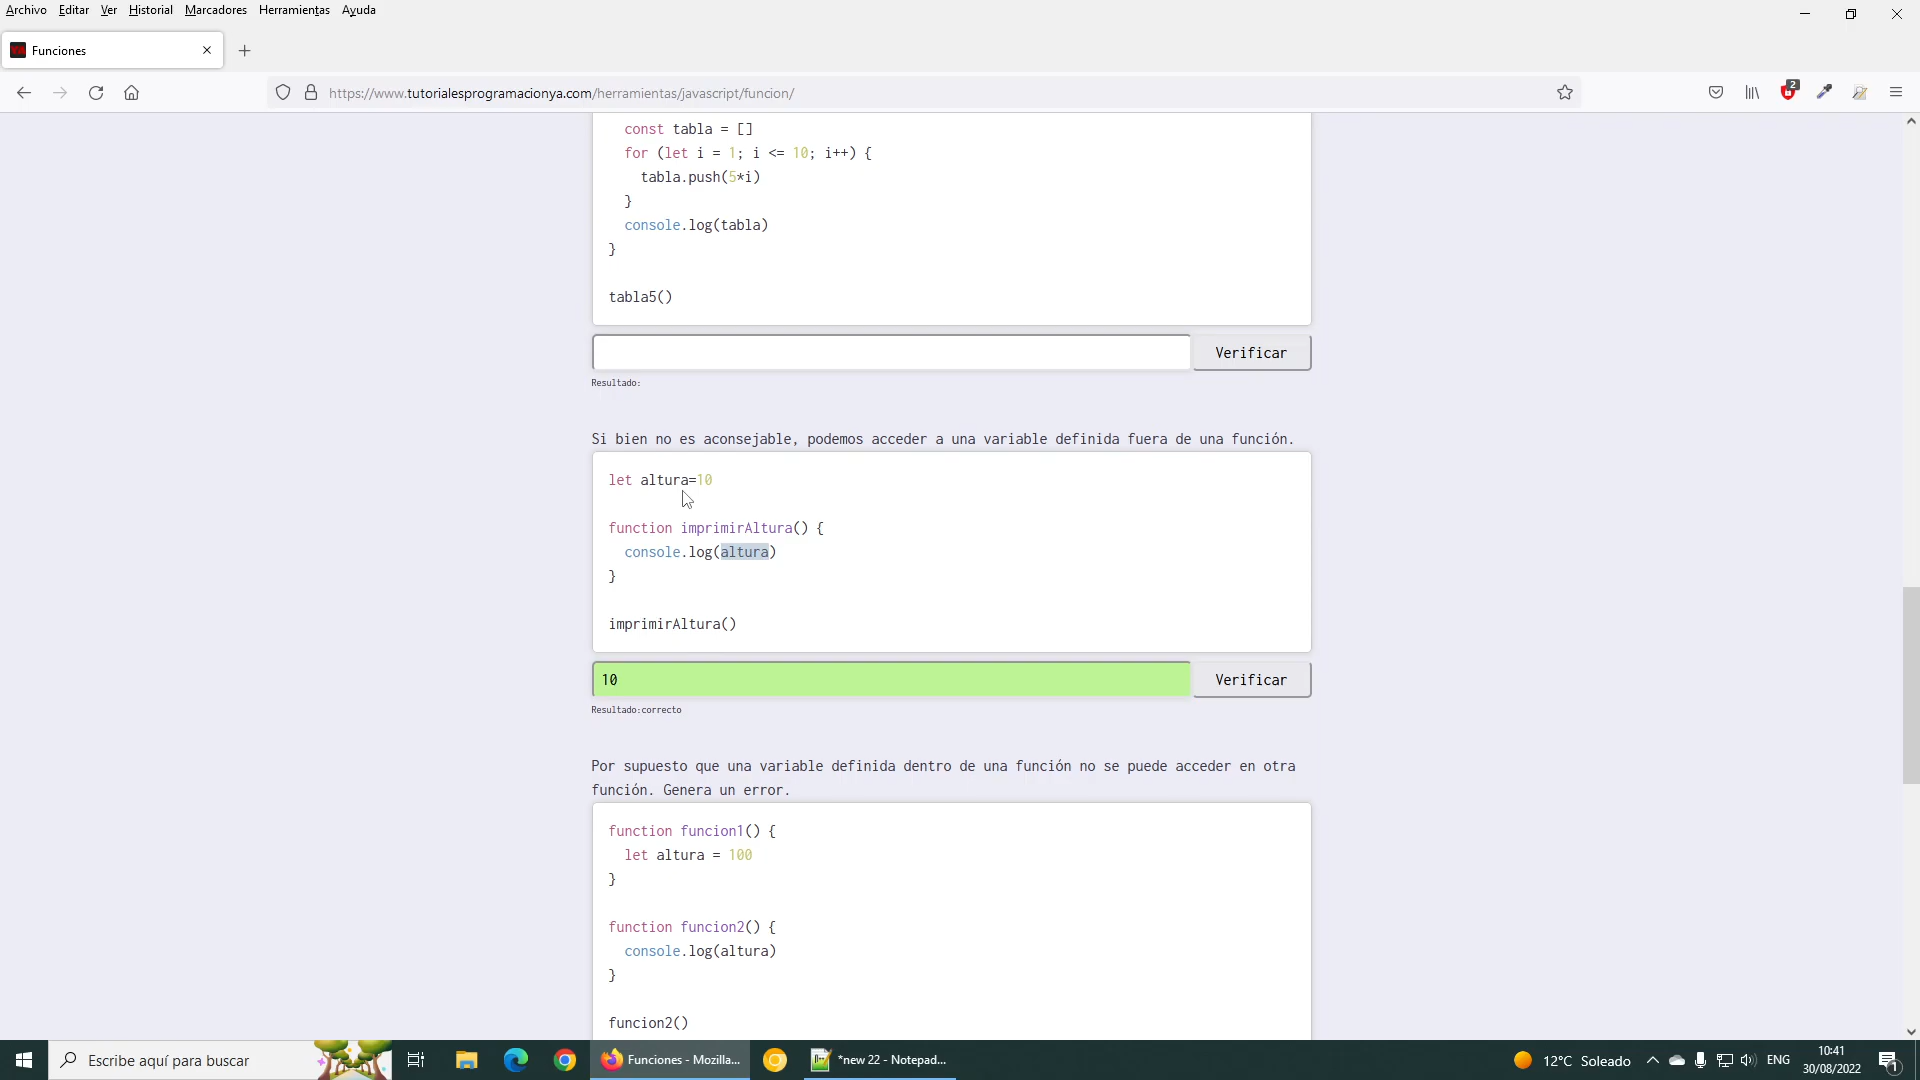 Archivo Editar Ver Historial Marcadores Herramientas Ayuda
Funciones
https://www.tutorialesprogramacionya.com/herramientas/javascript/funcion/
2
const tabla = []
for (let i = 1; i <= 10; i++) {
tabla.push(5*i)
}
console.log(tabla)
}
tabla5()
Verificar
Resultado:
Si bien no es aconsejable, podemos acceder a una variable definida fuera de una función.
let altura=10
function imprimirAltura() {
console.log(altura)
}
imprimirAltura()
10 Verificar
Resultado:correcto
Por supuesto que una variable definida dentro de una función no se puede acceder en otra
función. Genera un error.
function funcion1() {
let altura = 100
}
function funcion2() {
console.log(altura)
}
funcion2()
Escribe aquí para buscar
Funciones - Mozilla...
*new 22 - Notepad...
12°C Soleado
ENG
10:41
30/08/2022
1